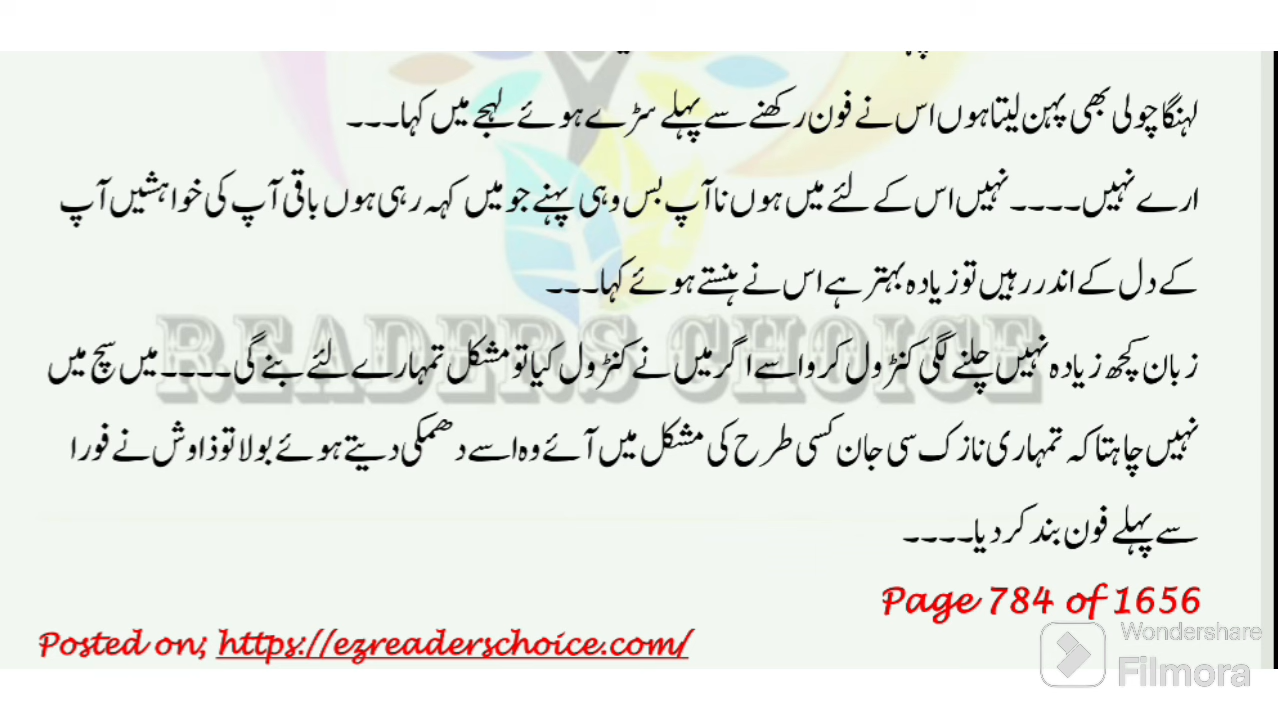 لہنگا چولی بھی پہن لیتا ہوں اس نے فون رکھنے سے پہلے سڑے ہوئے لہجے میں کہا۔۔۔
ارے نہیں۔۔۔۔ نہیں اس کے لئے میں ہوں نا آپ بس وہی پہنے جو میں کہہ رہی ہوں باقی آپ کی خواہشیں آپ
کے دل کے اندر رہیں تو زیادہ بہتر ہے اس نے ہنستے ہوئے کہا۔۔۔۔
READERS CHOICE
زبان کچھ زیادہ نہیں چلنے لگی کنٹرول کرو اسے اگر میں نے کنٹرول کیا تو مشکل تمہارے لئے بنے گی۔۔۔۔ میں سچ میں
نہیں چاہتا کہ تمہاری نازک سی جان کسی طرح کی مشکل میں آئے وہ اسے دھمکی دیتے ہوئے بولا تو ذاوش نے فورا
سے پہلے فون بند کر دیا۔۔۔۔
Page 784 of 1656
Posted on; https://ezreaderschoice.com/
Wondershare
Filmora